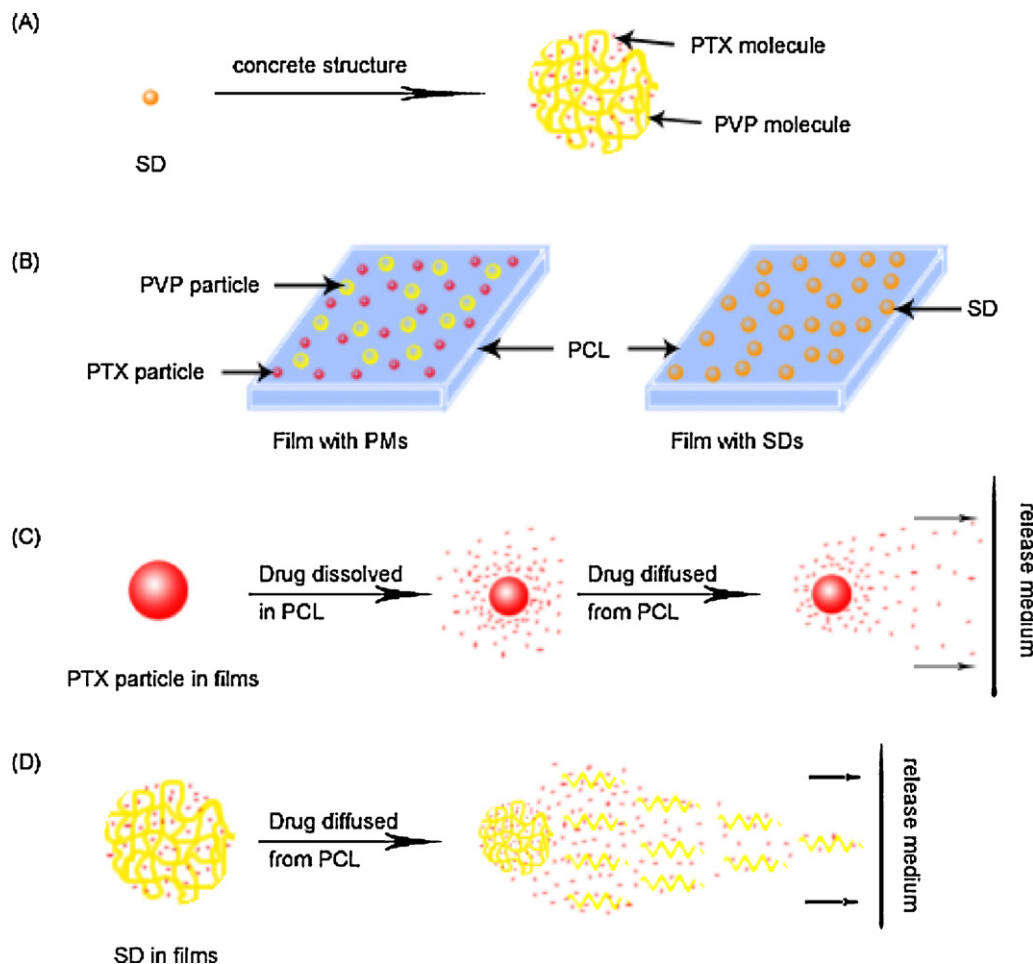 (A)
concrete structure
PTX molecule
PVP molecule
SD
(B)
PVP particle
PTX particle
PCL
SD
Film with PMs
Film with SDs
(C)
Drug dissolved
in PCL
Drug diffused
from PCL
release medium
PTX particle in films
(D)
Drug diffused
from PCL
release medium
SD in films